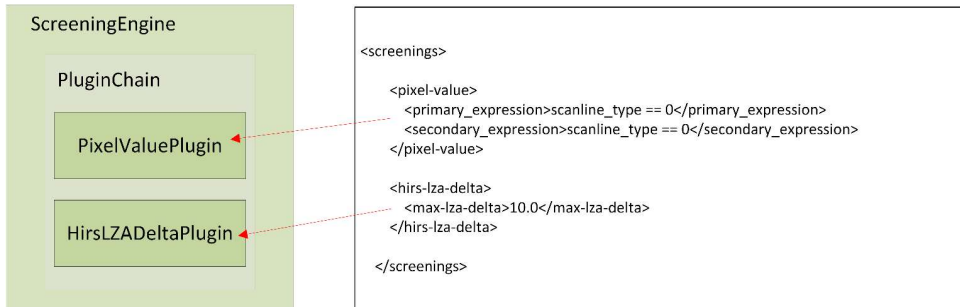 ScreeningEngine
PluginChain
PixelValuePlugin
HirsLZADeltaPlugin
<screenings>
<pixel-value>
<primary_expression>scanline_type == 0</primary_expression>
<secondary_expression>scanline_type == 0</secondary_expression>
</pixel-value>
<hirs-lza-delta>
<max-lza-delta>10.0</max-lza-delta>
</hirs-lza-delta>
</screenings>